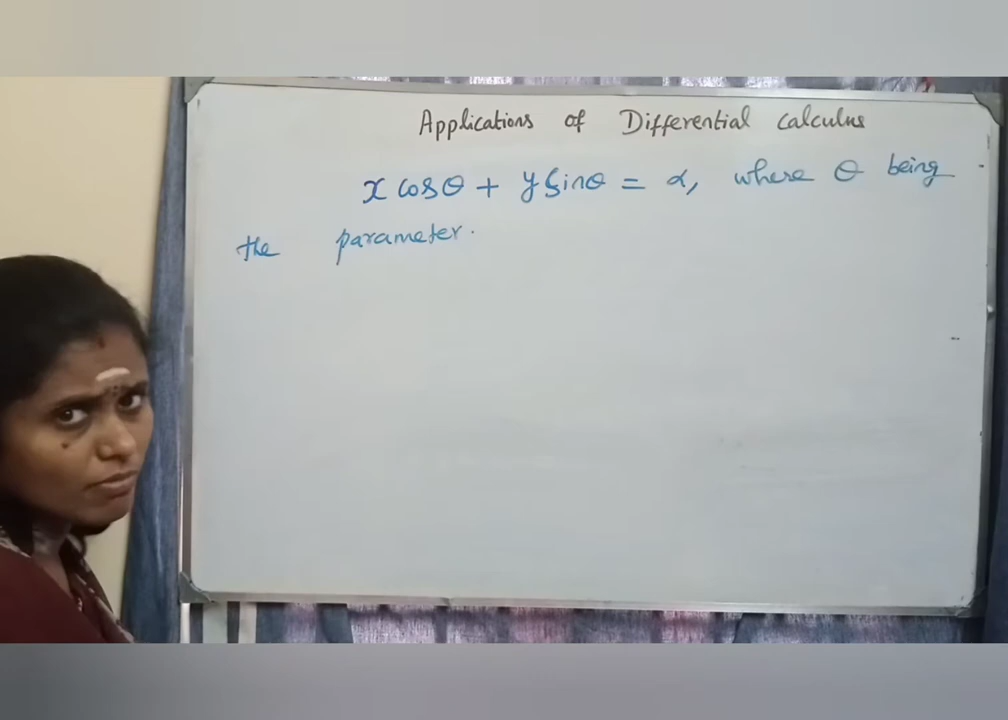 Applications of Differential Calculus
x cosθ + y sinθ = α, where θ being
the parameter.